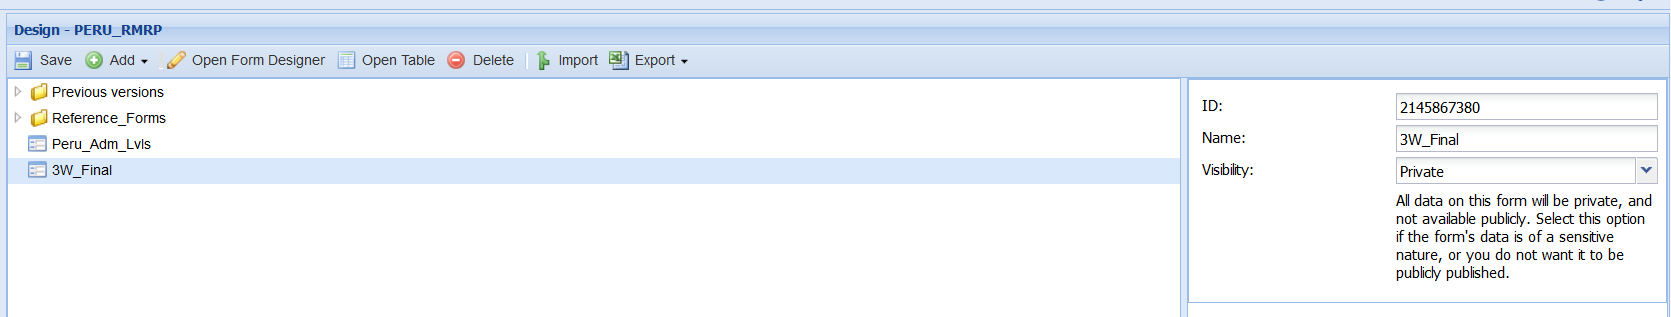 Design - PERU_RMRP
Save Add Open Form Designer Open Table Delete Import Export
Previous versions
Reference_Forms
Peru_Adm_Lvls
3W_Final
ID: 2145867380
Name: 3W_Final
Visibility: Private
All data on this form will be private, and
not available publicly. Select this option
if the form's data is of a sensitive
nature, or you do not want it to be
publicly published.